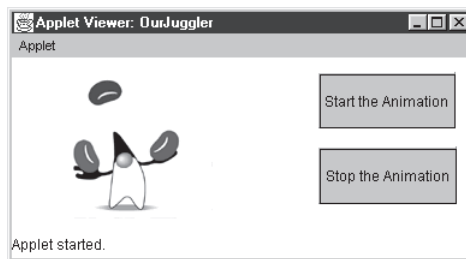 Applet Viewer: OurJuggler
Applet
Start the Animation
Stop the Animation
Applet started.